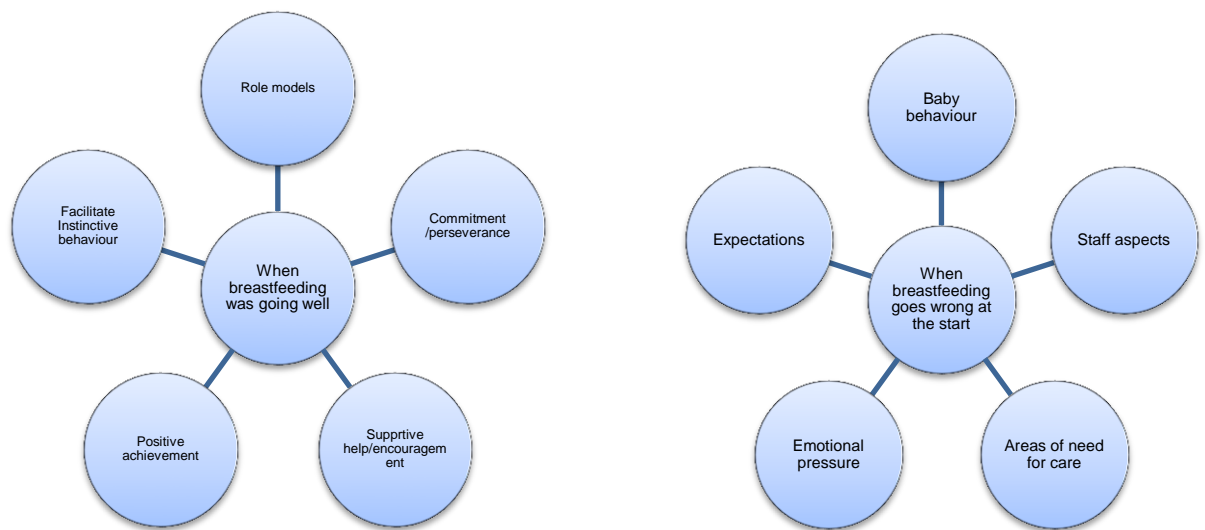 Role models
Commitment
/perseverance
Supprtive
help/encouragem
ent
Positive
achievement
Facilitate
Instinctive
behaviour
When
breastfeeding
was going well
Baby
behaviour
Staff aspects
Areas of need
for care
Emotional
pressure
Expectations
When
breastfeeding
goes wrong at
the start